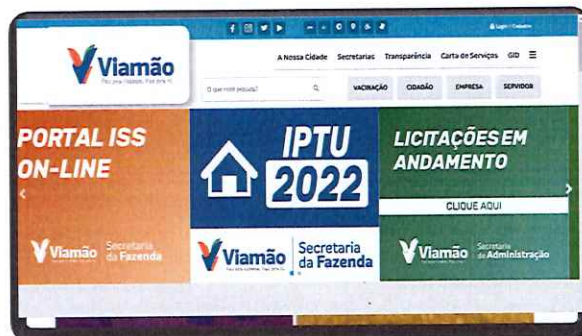 Login / Cadastro
Viamão
A Nossa Cidade Secretarias Transparência Carta de Serviços GID
O que você procura?
VACINAÇÃO CIDADÃO EMPRESA SERVIDOR
PORTAL ISS
ON-LINE
Viamão
Secretaria
da Fazenda
IPTU
2022
Viamão
Secretaria
da Fazenda
LICITAÇÕES EM
ANDAMENTO
CLIQUE AQUI
Viamão
Secretaria
de Administração